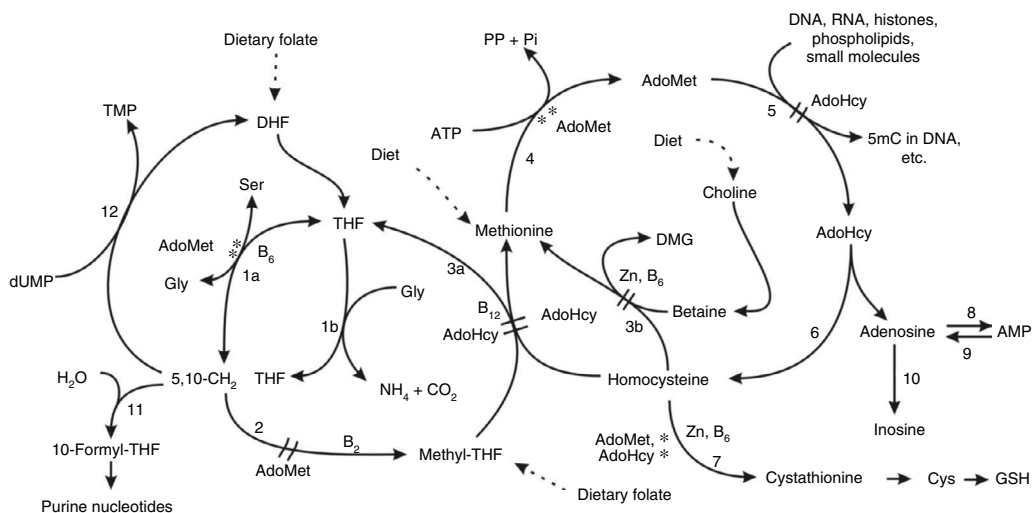 Dietary folate
PP + Pi
DNA, RNA, histones,
phospholipids,
small molecules
AdoMet
TMP
DHF
ATP
**
AdoMet
5
AdoHcy
4
5mC in DNA,
etc.
Diet
Diet
Ser
Choline
12
THF
Methionine
AdoMet
**
B6
DMG
AdoHcy
1a
3a
Zn, B6
dUMP
Gly
Gly
B12
AdoHcy
Betaine
8
1b
AdoHcy
3b
6
Adenosine
AMP
9
H2O
5,10-CH2
THF
NH4 + CO2
Homocysteine
10
11
2
Inosine
B2
AdoMet, *
Zn, B6
10-Formyl-THF
AdoMet
Methyl-THF
AdoHcy *
7
Cystathionine
Cys
GSH
Purine nucleotides
Dietary folate